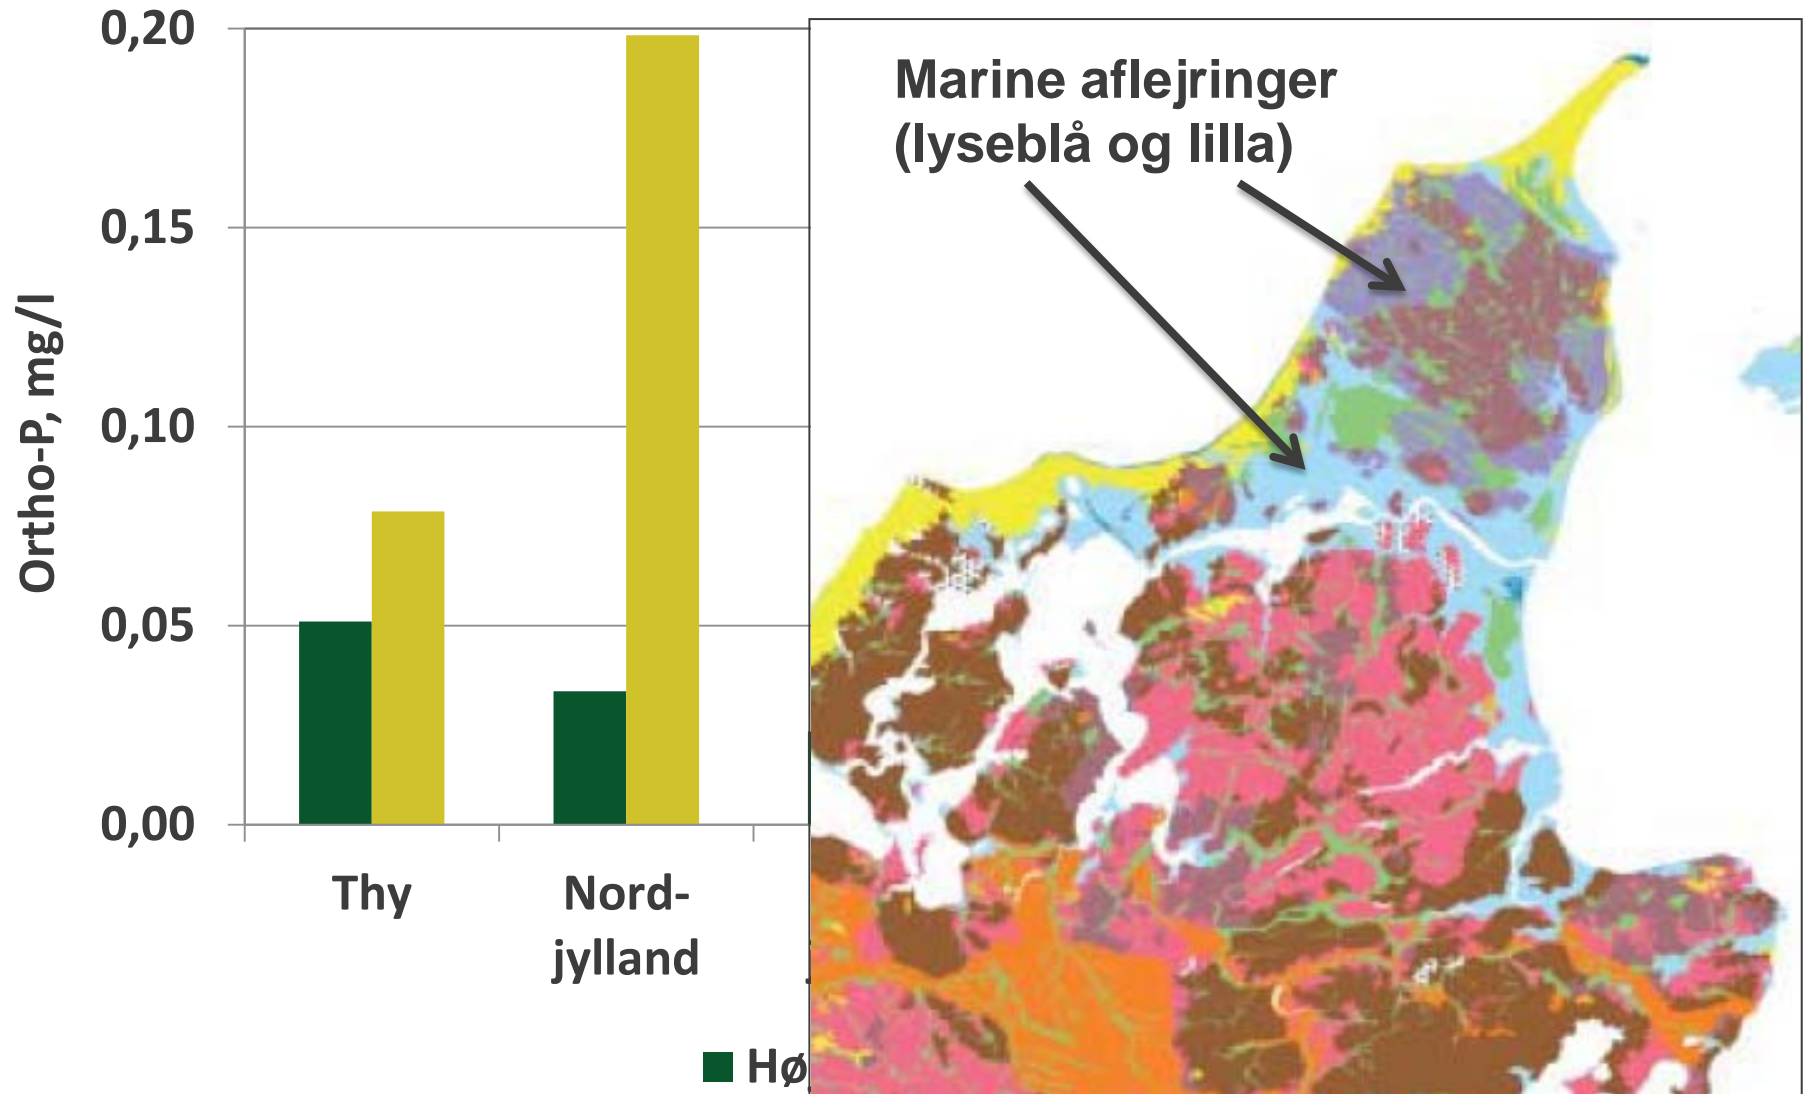 0,20
0,15
0,10
0,05
0,00
Ortho-P, mg/l
Thy
Nord-
jylland
Marine aflejringer
(lyseblå og lilla)